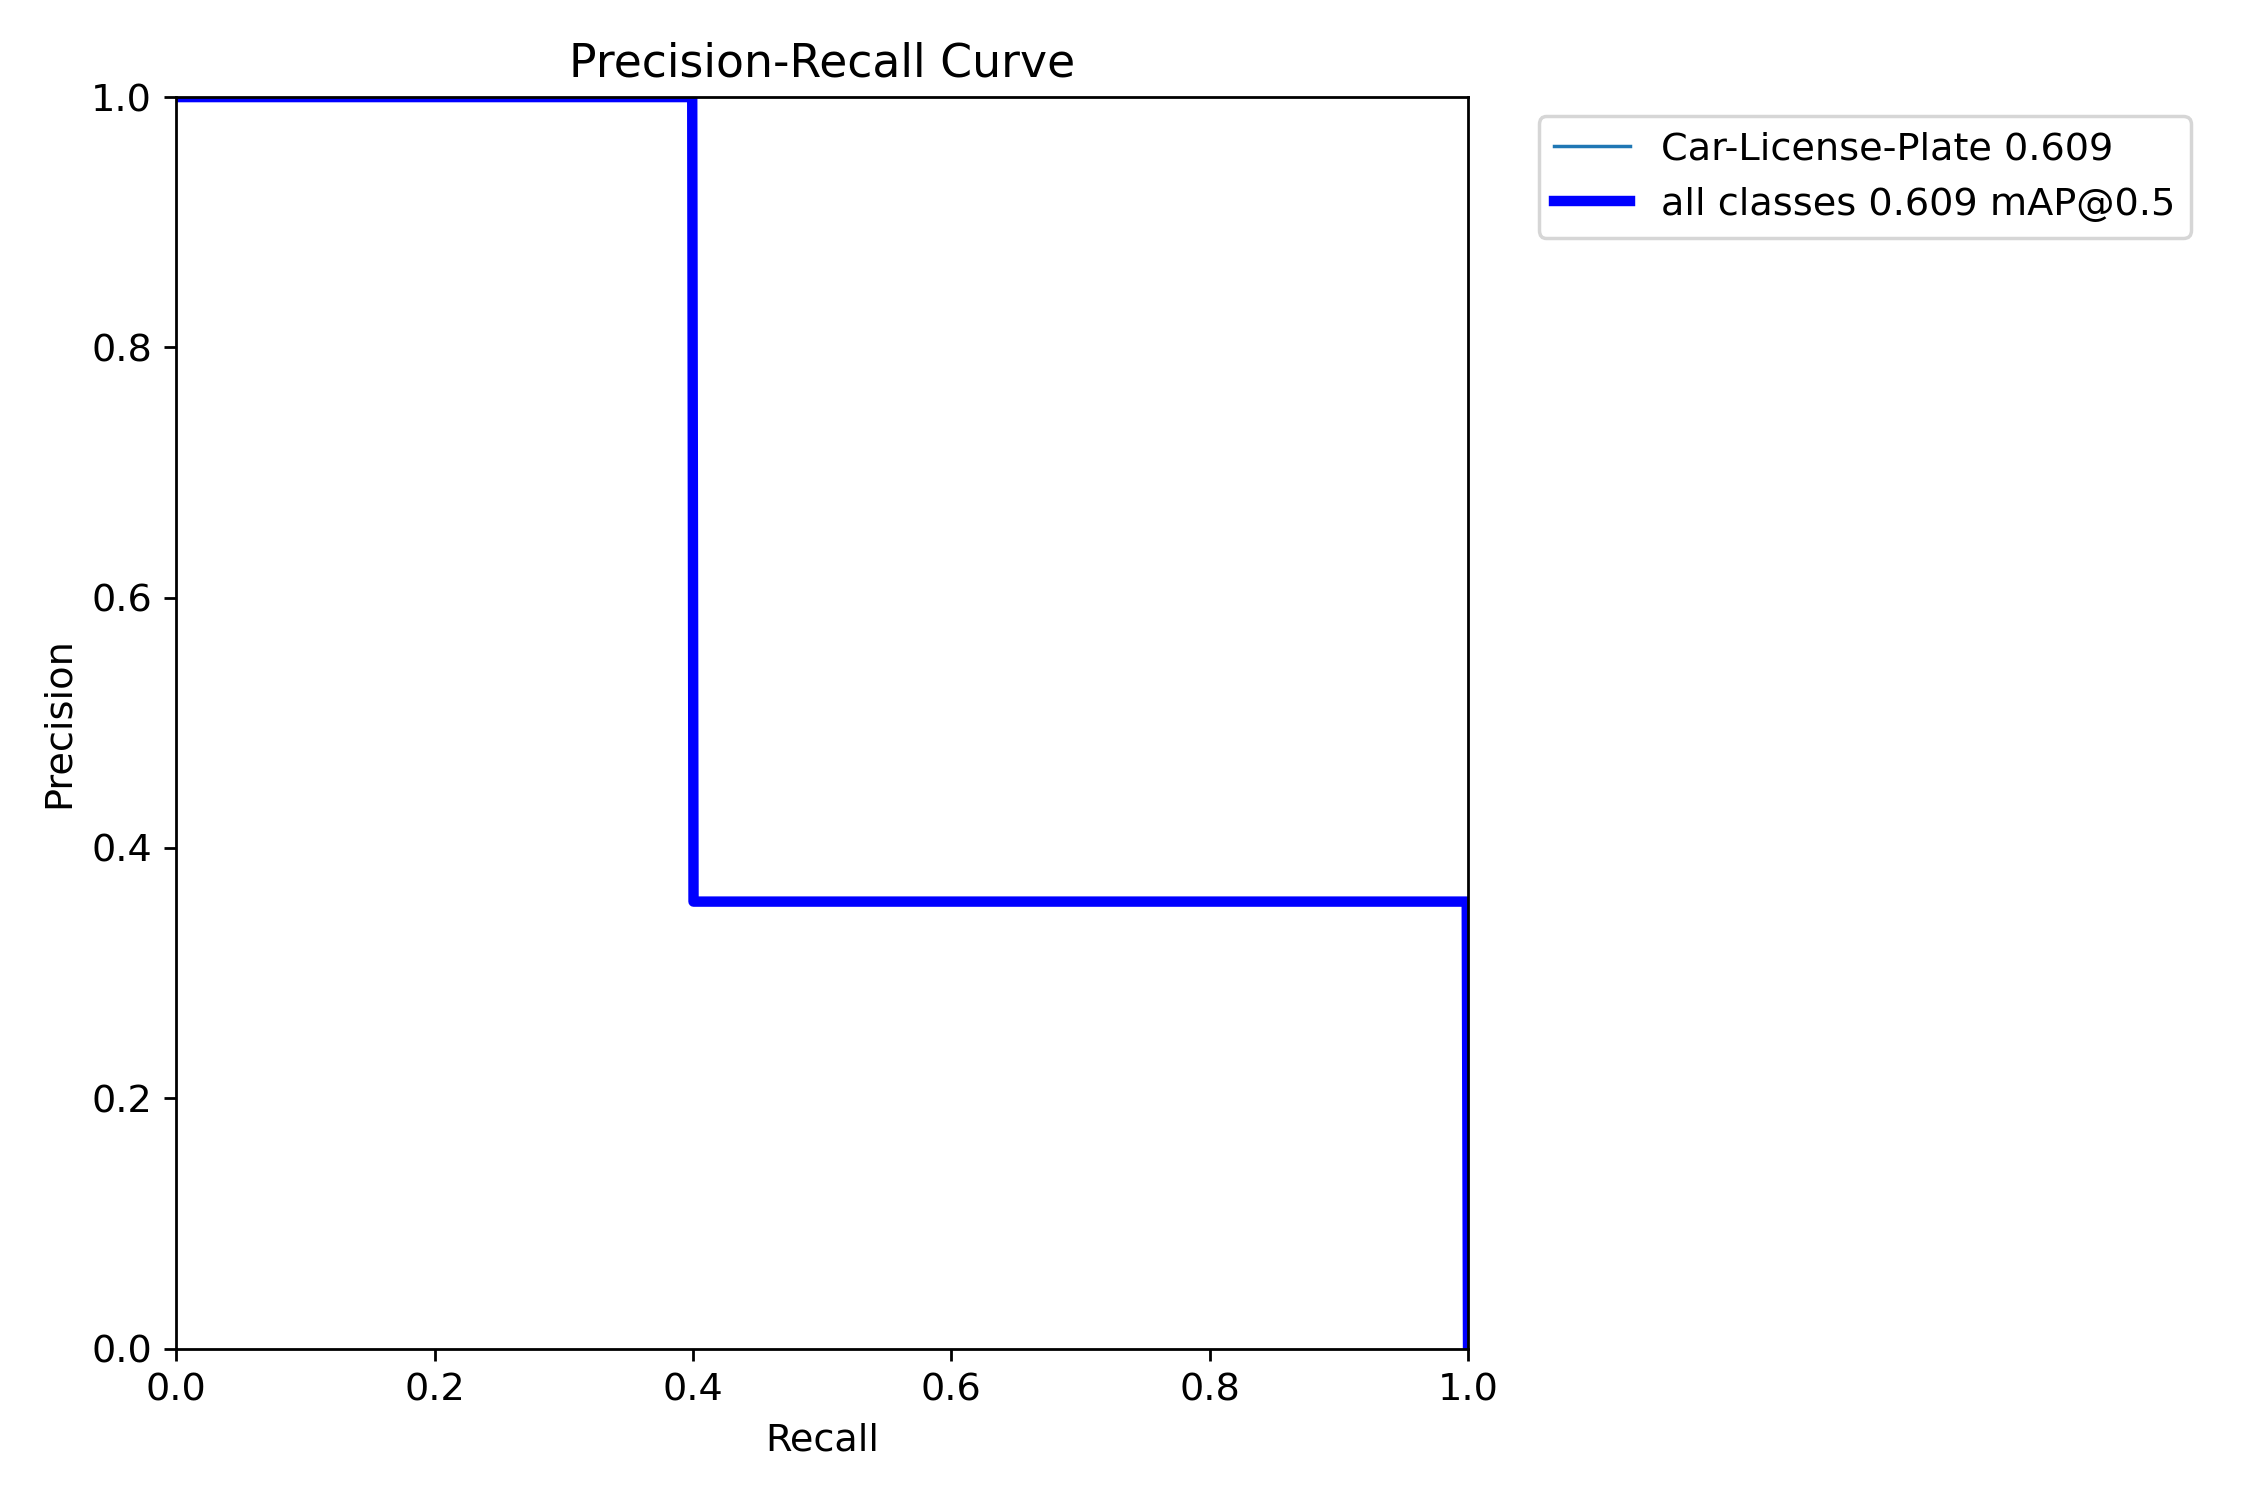 Precision-Recall Curve
Car-License-Plate 0.609
all classes 0.609 mAP@0.5
Precision
1.0
0.8
0.6
0.4
0.2
0.0
0.0 0.2 0.4 0.6 0.8 1.0
Recall